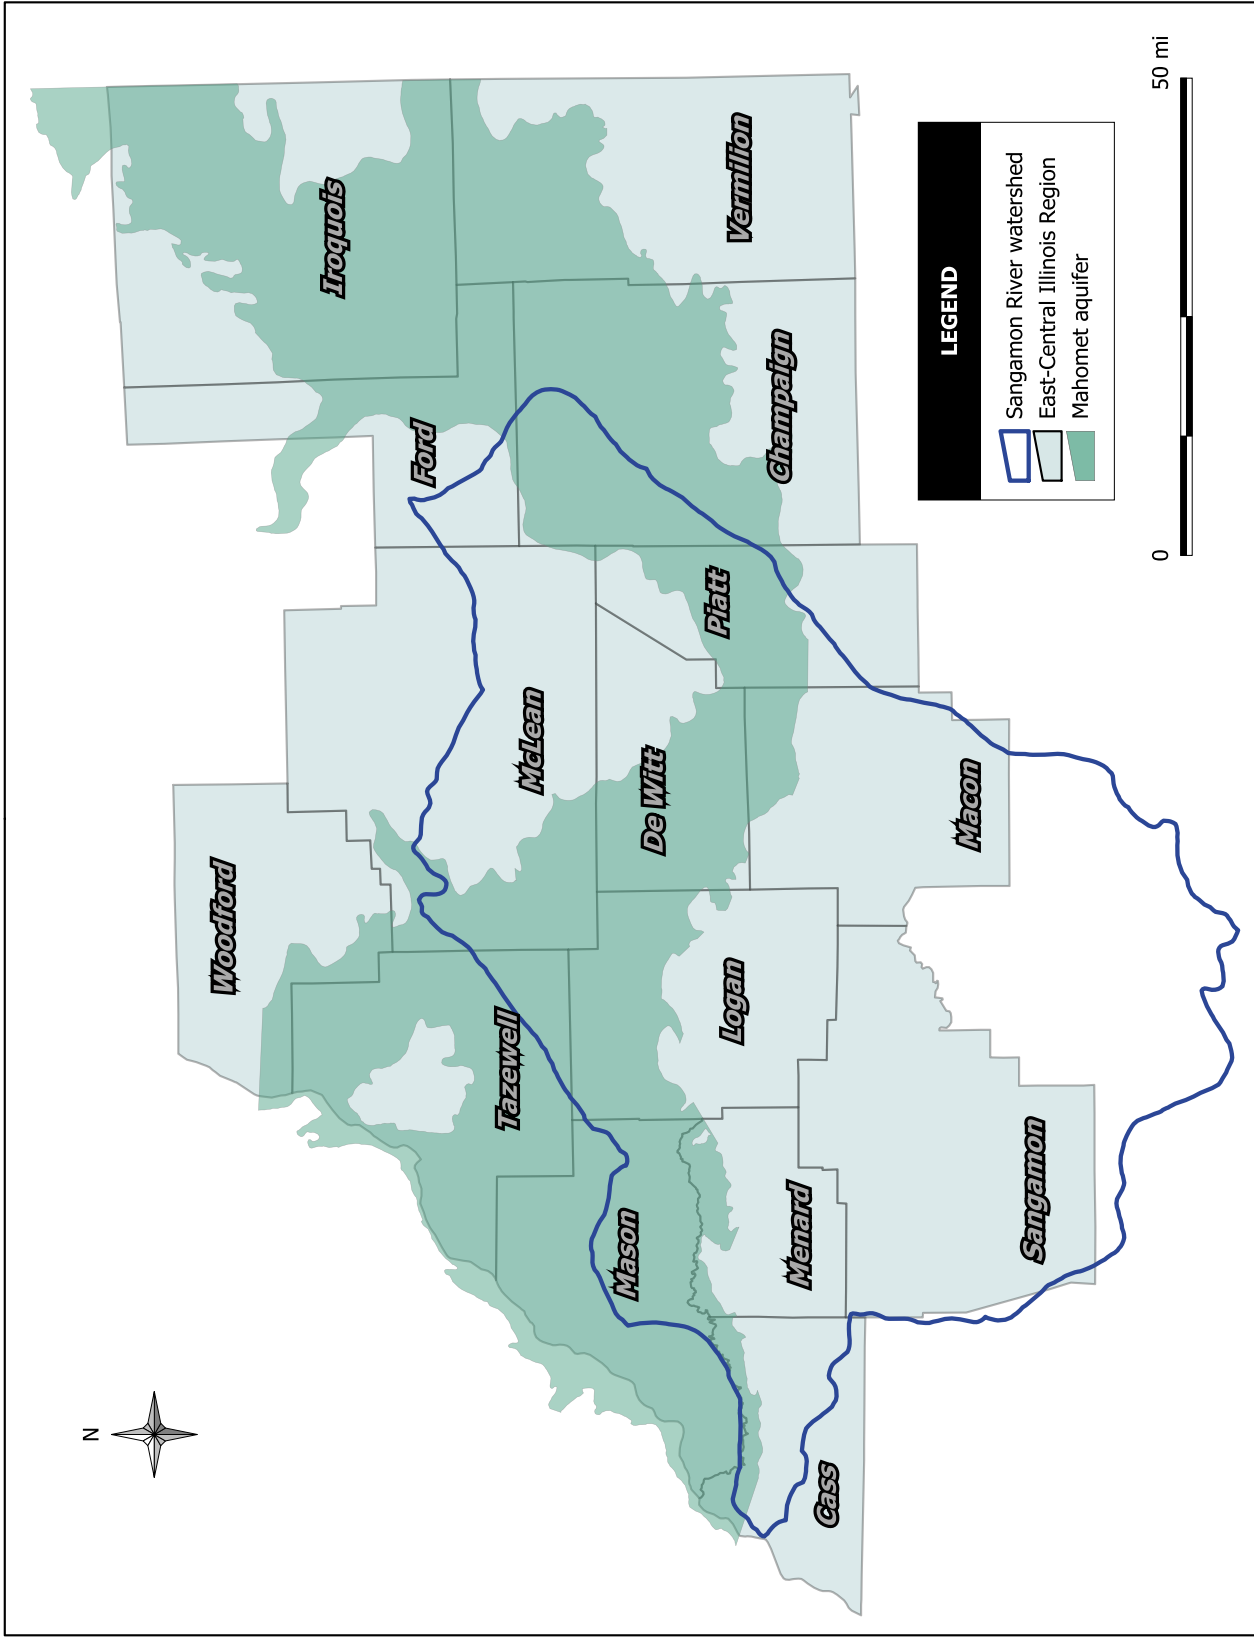 N
Woodford
Iroquois
Ford
McLean
Tazewell
Mason
De Witt
Piatt
Vermilion
Champaign
Logan
Menard
Cass
Macon
Sangamon
LEGEND
Sangamon River watershed
East-Central Illinois Region
Mahomet aquifer
0
50 mi